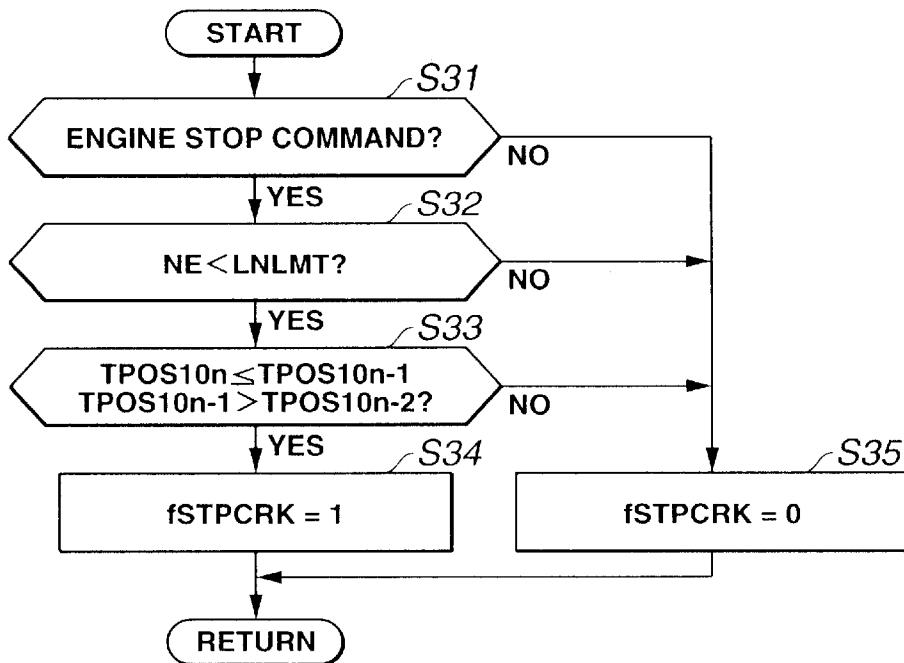 START
S31
ENGINE STOP COMMAND?
NO
YES
S32
NE<LNLMT?
NO
YES
S33
TPOS10n≦TPOS10n-1
TPOS10n-1>TPOS10n-2?
NO
YES
S34
fSTPCRK = 1
S35
fSTPCRK = 0
RETURN